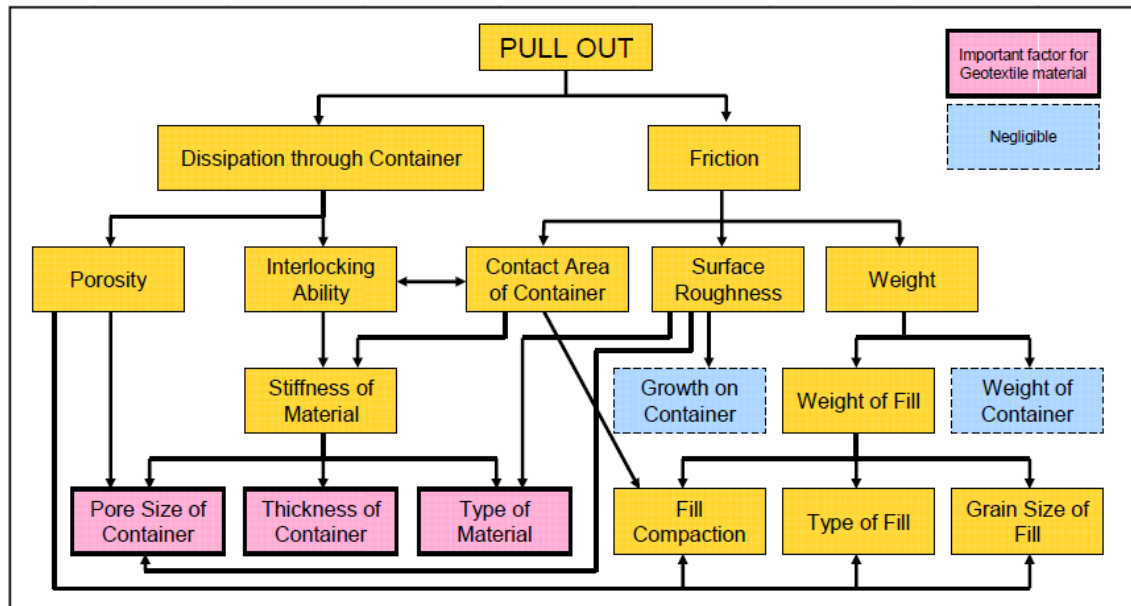 PULL OUT
Important factor for
Geotextile material
Negligible
Dissipation through Container
Friction
Porosity
Interlocking
Ability
Contact Area
of Container
Surface
Roughness
Weight
Stiffness of
Material
Growth on
Container
Weight of Fill
Weight of
Container
Pore Size of
Container
Thickness of
Container
Type of
Material
Fill
Compaction
Type of Fill
Grain Size of
Fill